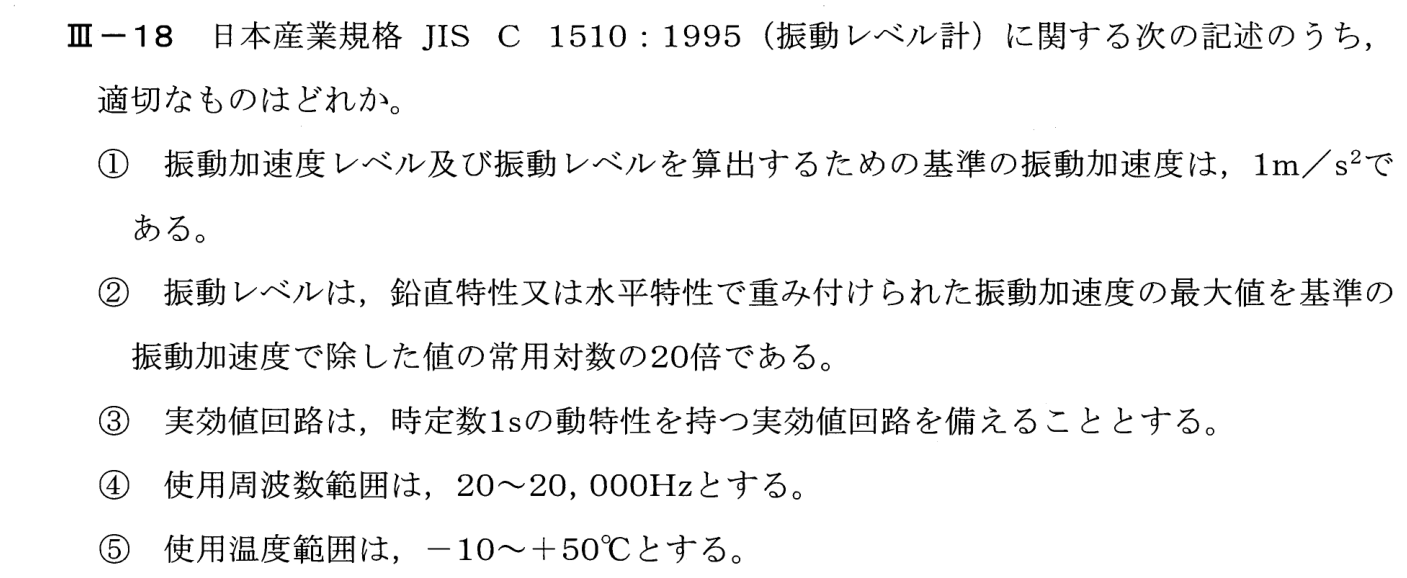 Ⅲ－18　日本産業規格 JIS C 1510：1995（振動レベル計）に関する次の記述のうち，
適切なものはどれか。
①　振動加速度レベル及び振動レベルを算出するための基準の振動加速度は，1m／s²で
ある。
②　振動レベルは，鉛直特性又は水平特性で重み付けられた振動加速度の最大値を基準の
振動加速度で除した値の常用対数の20倍である。
③　実効値回路は，時定数1sの動特性を持つ実効値回路を備えることとする。
④　使用周波数範囲は，20～20,000Hzとする。
⑤　使用温度範囲は，－10～＋50℃とする。